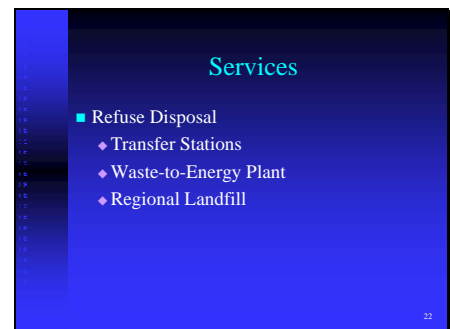 Services
Refuse Disposal
Transfer Stations
Waste-to-Energy Plant
Regional Landfill
22